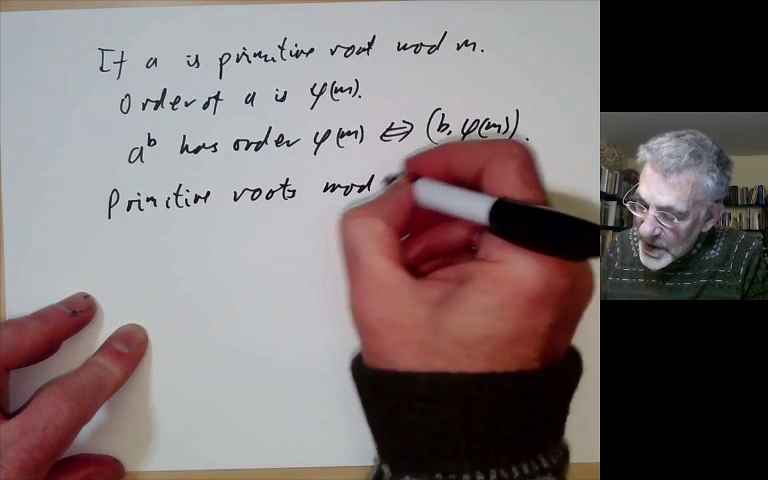 If a is primitive root mod m.
Order of a is φ(m).
a^b has order φ(m) ⇔ (b, φ(m)).
Primitive roots mod